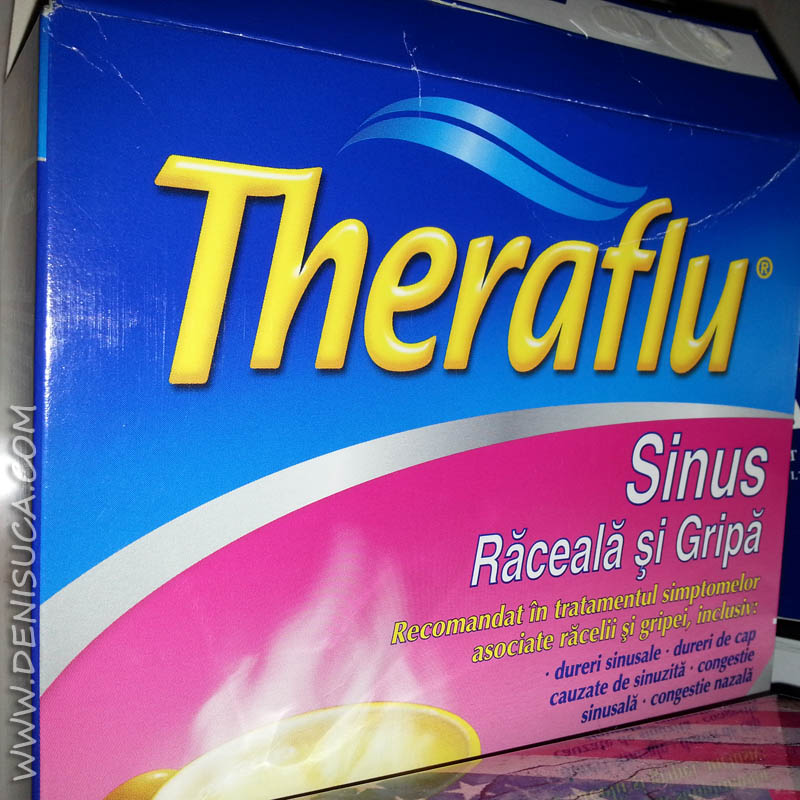 Theraflu®
Sinus
Răceală şi Gripă
Recomandat în tratamentul simptomelor
asociate răcelii şi gripei, inclusiv:
· dureri sinusale · dureri de cap
cauzate de sinuzită · congestie
sinusală · congestie nazală
www.DENISUCA.COM